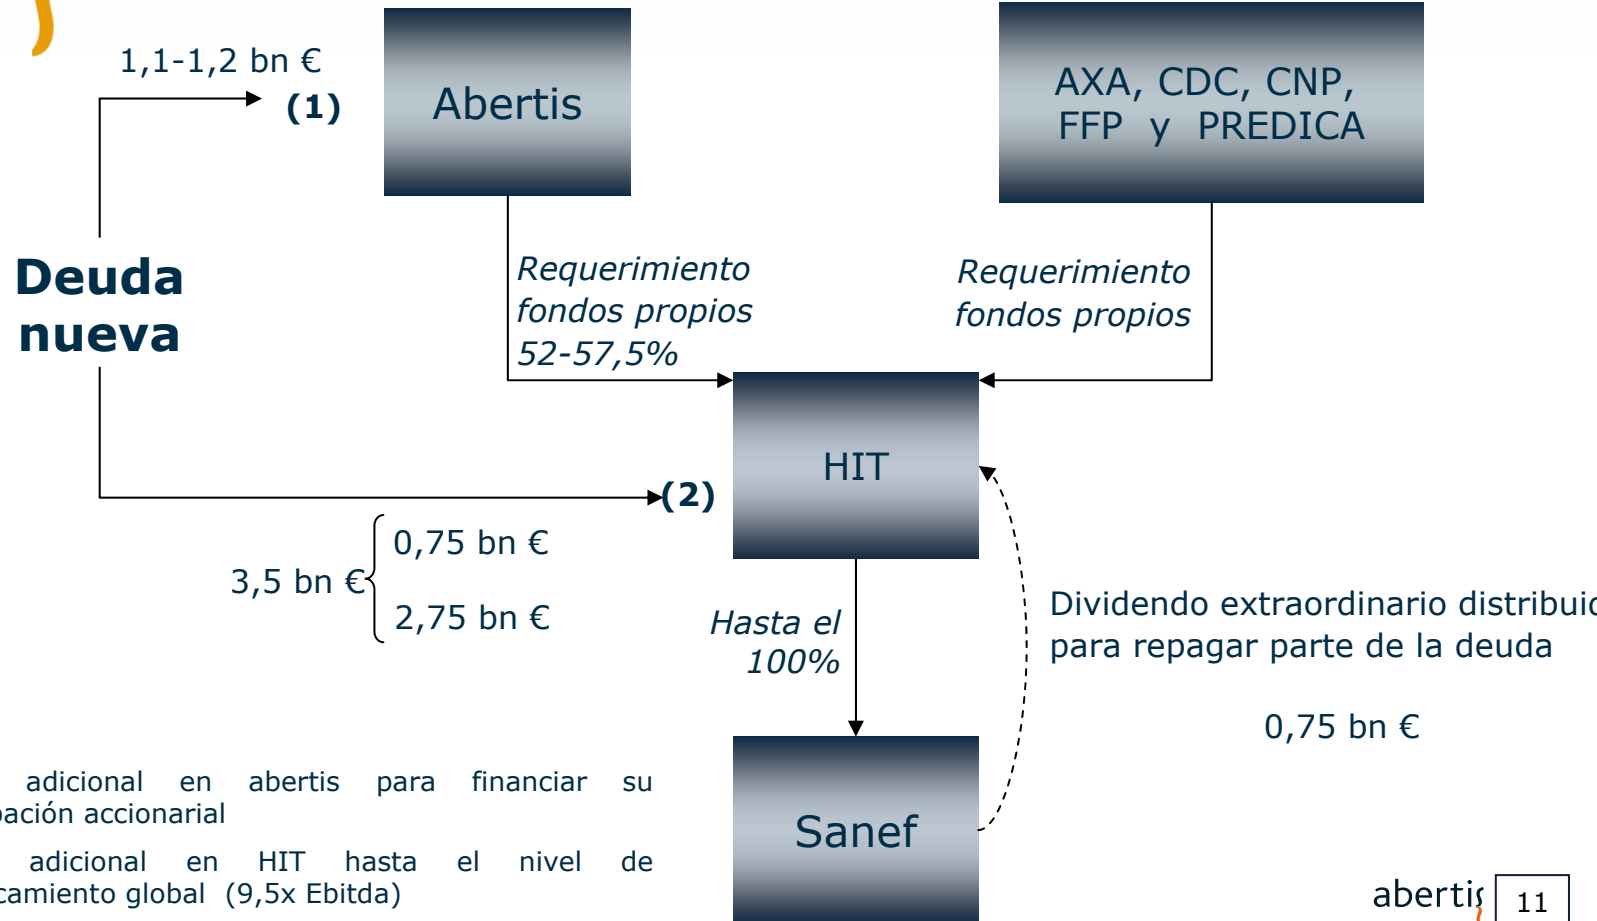 1,1-1,2 bn €
(1)
Abertis
AXA, CDC, CNP,
FFP y PREDICA
Deuda
nueva
Requerimiento
fondos propios
52-57,5%
Requerimiento
fondos propios
HIT
(2)
3,5 bn €
0,75 bn €
2,75 bn €
Hasta el
100%
Dividendo extraordinario
para repagar parte de la deuda
0,75 bn €
Sanef
adicional en abertis para financiar su
accionarial
adicional en HIT hasta el nivel de
global (9,5x Ebitda)
abertis
11